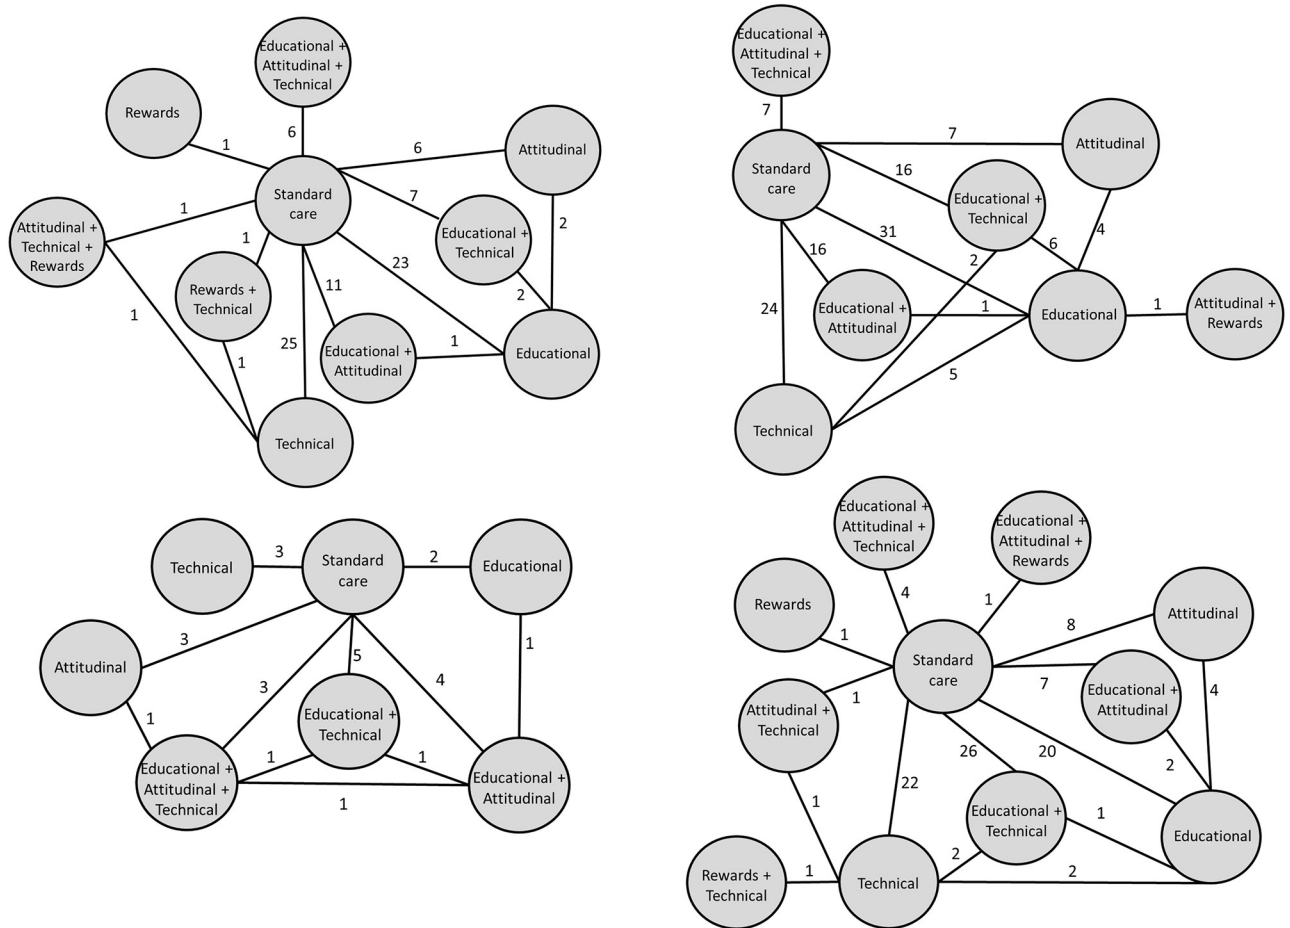 Educational +
Attitudinal +
Technical
Rewards
1
6
6
Attitudinal
Standard
care
7
2
Attitudinal +
Technical +
Rewards
1
1
Educational +
Technical
23
2
Rewards +
Technical
11
1
1
25
Educational +
Attitudinal
1
Educational
Technical
Educational +
Attitudinal +
Technical
7
7
Attitudinal
Standard
care
16
Educational +
Technical
31
4
16
2
6
24
Educational +
Attitudinal
1
Educational
1
Attitudinal +
Rewards
5
Technical
Technical
3
Standard
care
2
Educational
3
5
1
Attitudinal
3
4
1
Educational +
Technical
1
1
Educational +
Attitudinal +
Technical
1
Educational +
Attitudinal
Educational +
Attitudinal +
Technical
Educational +
Attitudinal +
Rewards
4
1
Rewards
1
8
Attitudinal
Standard
care
7
Educational +
Attitudinal
4
1
Attitudinal +
Technical
26
20
2
22
1
Educational +
Technical
1
Educational
2
1
2
Rewards +
Technical
Technical